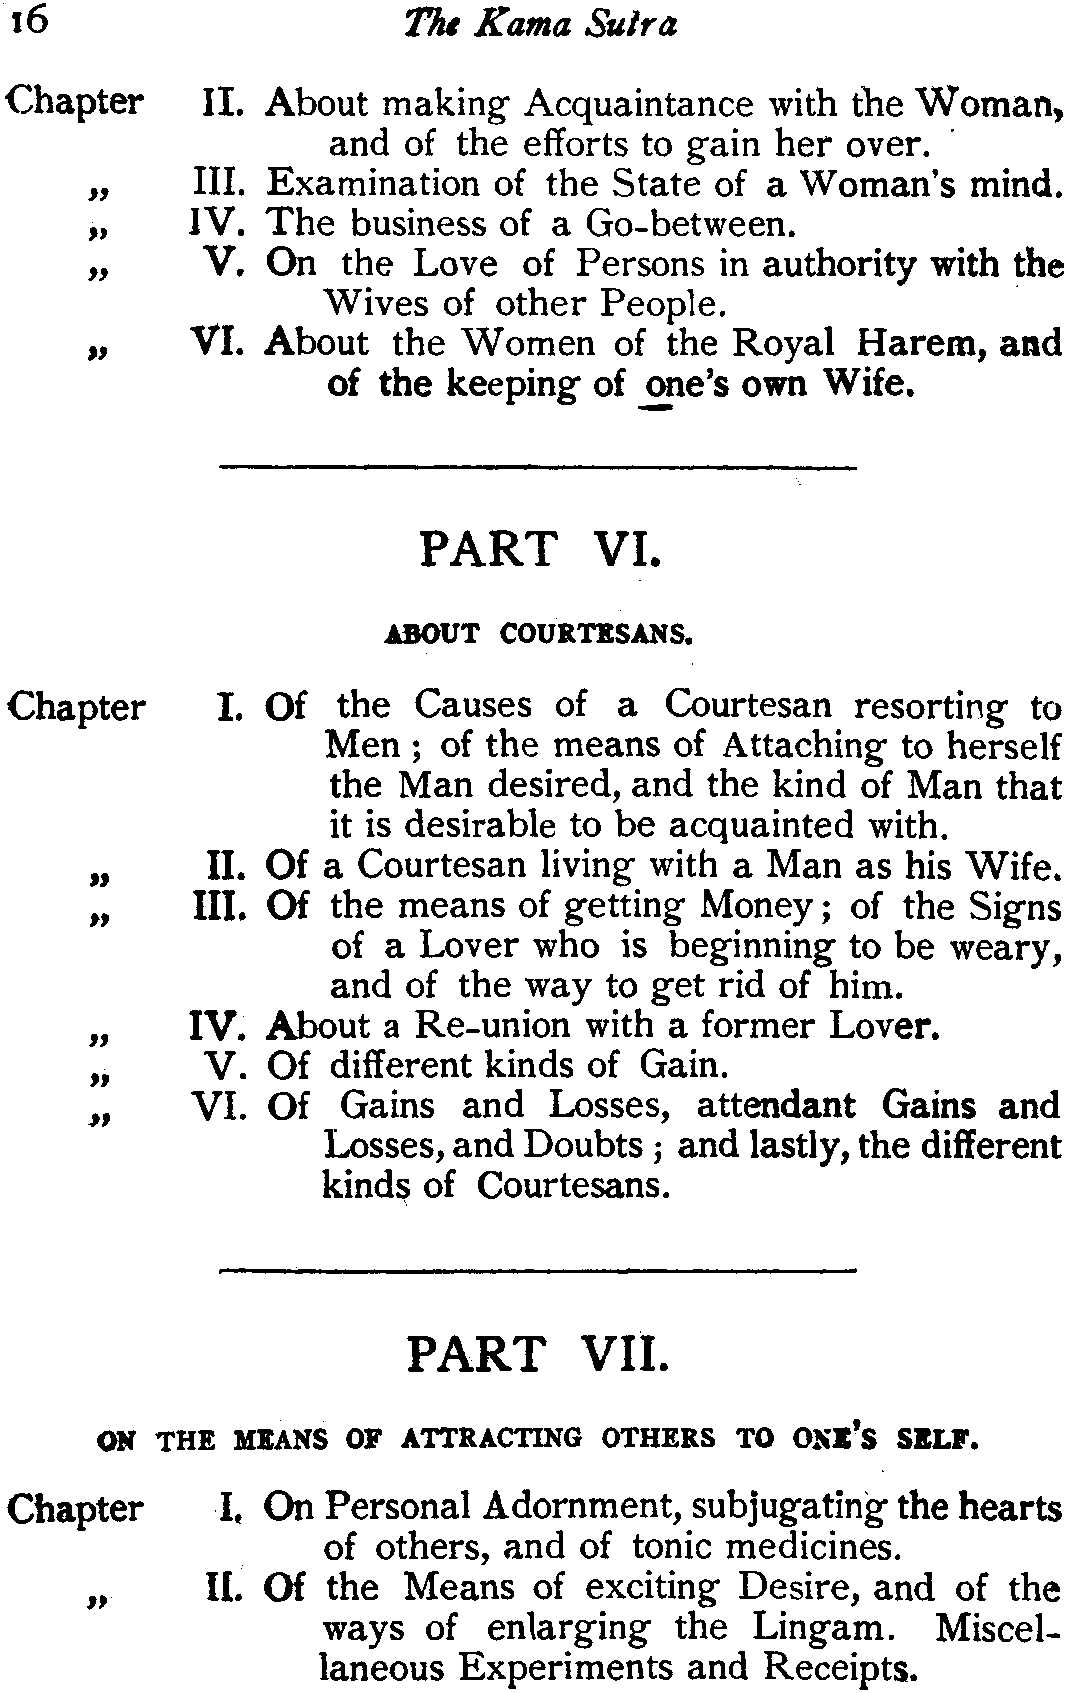 16 The Kama Sutra
Chapter II. About making Acquaintance with the Woman,
and of the efforts to gain her over.
„ III. Examination of the State of a Woman's mind.
„ IV. The business of a Go-between.
„ V. On the Love of Persons in authority with the
Wives of other People.
„ VI. About the Women of the Royal Harem, and
of the keeping of one's own Wife.
PART VI.
ABOUT COURTESANS.
Chapter I. Of the Causes of a Courtesan resorting to
Men ; of the means of Attaching to herself
the Man desired, and the kind of Man that
it is desirable to be acquainted with.
„ II. Of a Courtesan living with a Man as his Wife.
„ III. Of the means of getting Money ; of the Signs
of a Lover who is beginning to be weary,
and of the way to get rid of him.
„ IV. About a Re-union with a former Lover.
„ V. Of different kinds of Gain.
„ VI. Of Gains and Losses, attendant Gains and
Losses, and Doubts ; and lastly, the different
kinds of Courtesans.
PART VII.
ON THE MEANS OF ATTRACTING OTHERS TO ONE'S SELF.
Chapter I. On Personal Adornment, subjugating the hearts
of others, and of tonic medicines.
„ II. Of the Means of exciting Desire, and of the
ways of enlarging the Lingam. Miscel-
laneous Experiments and Receipts.